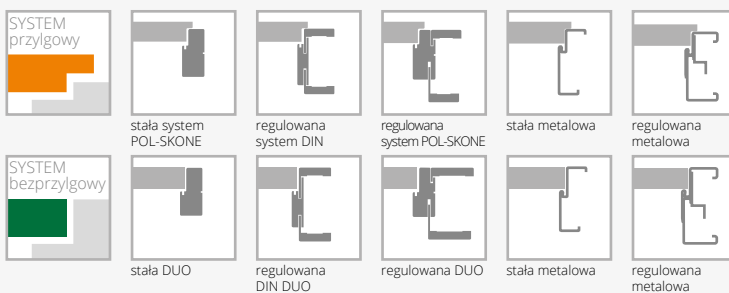 SYSTEM
przylgowy
stała system
POL-SKONE
regulowana
system DIN
regulowana
system POL-SKONE
stała metalowa
regulowana
metalowa
SYSTEM
bezprzylgowy
stała DUO
regulowana
DIN DUO
regulowana DUO
stała metalowa
regulowana
metalowa